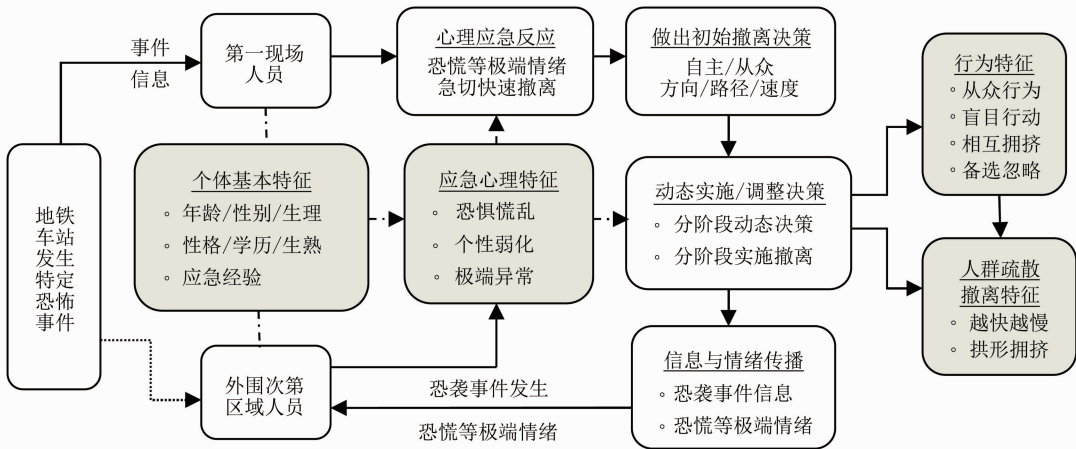 事件
信息
第一现场
人员
心理应急反应
恐慌等极端情绪
急切快速撤离
做出初始撤离决策
自主/从众
方向/路径/速度
行为特征
◦ 从众行为
◦ 盲目行动
◦ 相互拥挤
◦ 备选忽略
地铁
车站
发生
特定
恐怖
事件
个体基本特征
◦ 年龄/性别/生理
◦ 性格/学历/生熟
◦ 应急经验
应急心理特征
◦ 恐惧慌乱
◦ 个性弱化
◦ 极端异常
动态实施/调整决策
◦ 分阶段动态决策
◦ 分阶段实施撤离
人群疏散
撤离特征
◦ 越快越慢
◦ 拱形拥挤
外围次第
区域人员
恐袭事件发生
恐慌等极端情绪
信息与情绪传播
◦ 恐袭事件信息
◦ 恐慌等极端情绪